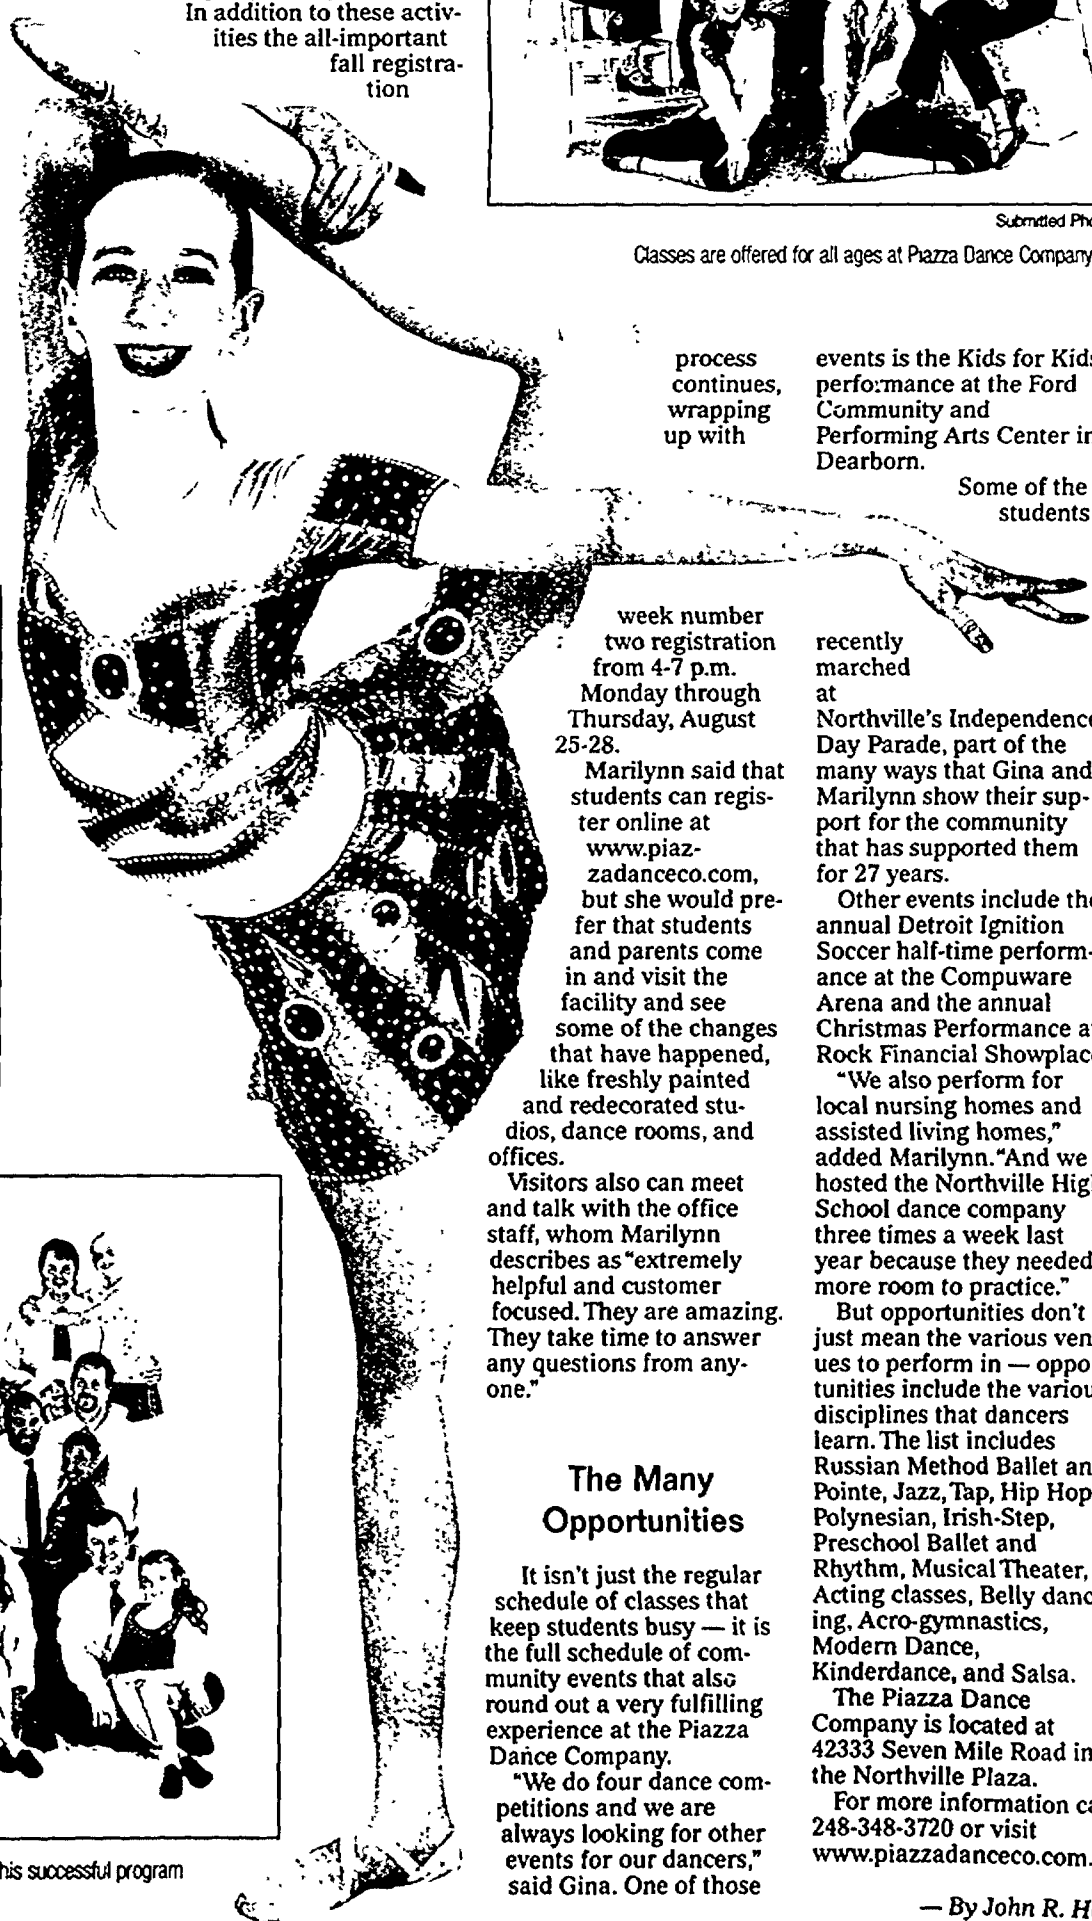 In addition to these activ-
ities the all-important
fall registra-
tion
Classes are offered for all ages at Piazza Dance Company
process
continues,
wrapping
up with
week number
two registration
from 4-7 p.m.
Monday through
Thursday, August
25-28.
Marilynn said that
students can regis-
ter online at
www.piaz-
zadanceco.com,
but she would pre-
fer that students
and parents come
in and visit the
facility and see
some of the changes
that have happened,
like freshly painted
and redecorated stu-
dios, dance rooms, and
offices.
Visitors also can meet
and talk with the office
staff, whom Marilynn
describes as “extremely
helpful and customer
focused. They are amazing.
They take time to answer
any questions from any-
one.”
The Many
Opportunities
It isn't just the regular
schedule of classes that
keep students busy — it is
the full schedule of com-
munity events that also
round out a very fulfilling
experience at the Piazza
Dance Company.
“We do four dance com-
petitions and we are
always looking for other
events for our dancers,”
said Gina. One of those
events is the Kids for Kids
performance at the Ford
Community and
Performing Arts Center in
Dearborn.
Some of the
students
recently
marched
at
Northville's Independence
Day Parade, part of the
many ways that Gina and
Marilynn show their sup-
port for the community
that has supported them
for 27 years.
Other events include the
annual Detroit Ignition
Soccer half-time perform-
ance at the Compuware
Arena and the annual
Christmas Performance at
Rock Financial Showplace
“We also perform for
local nursing homes and
assisted living homes,”
added Marilynn. “And we
hosted the Northville High
School dance company
three times a week last
year because they needed
more room to practice.”
But opportunities don't
just mean the various ven
ues to perform in — oppo
tunities include the variou
disciplines that dancers
learn. The list includes
Russian Method Ballet an
Pointe, Jazz, Tap, Hip Hop
Polynesian, Irish-Step,
Preschool Ballet and
Rhythm, Musical Theater,
Acting classes, Belly danc
ing, Acro-gymnastics,
Modern Dance,
Kinderdance, and Salsa.
The Piazza Dance
Company is located at
42333 Seven Mile Road in
the Northville Plaza.
For more information ca
248-348-3720 or visit
www.piazzadanceco.com.
— By John R. H
Submitted Pho
his successful program